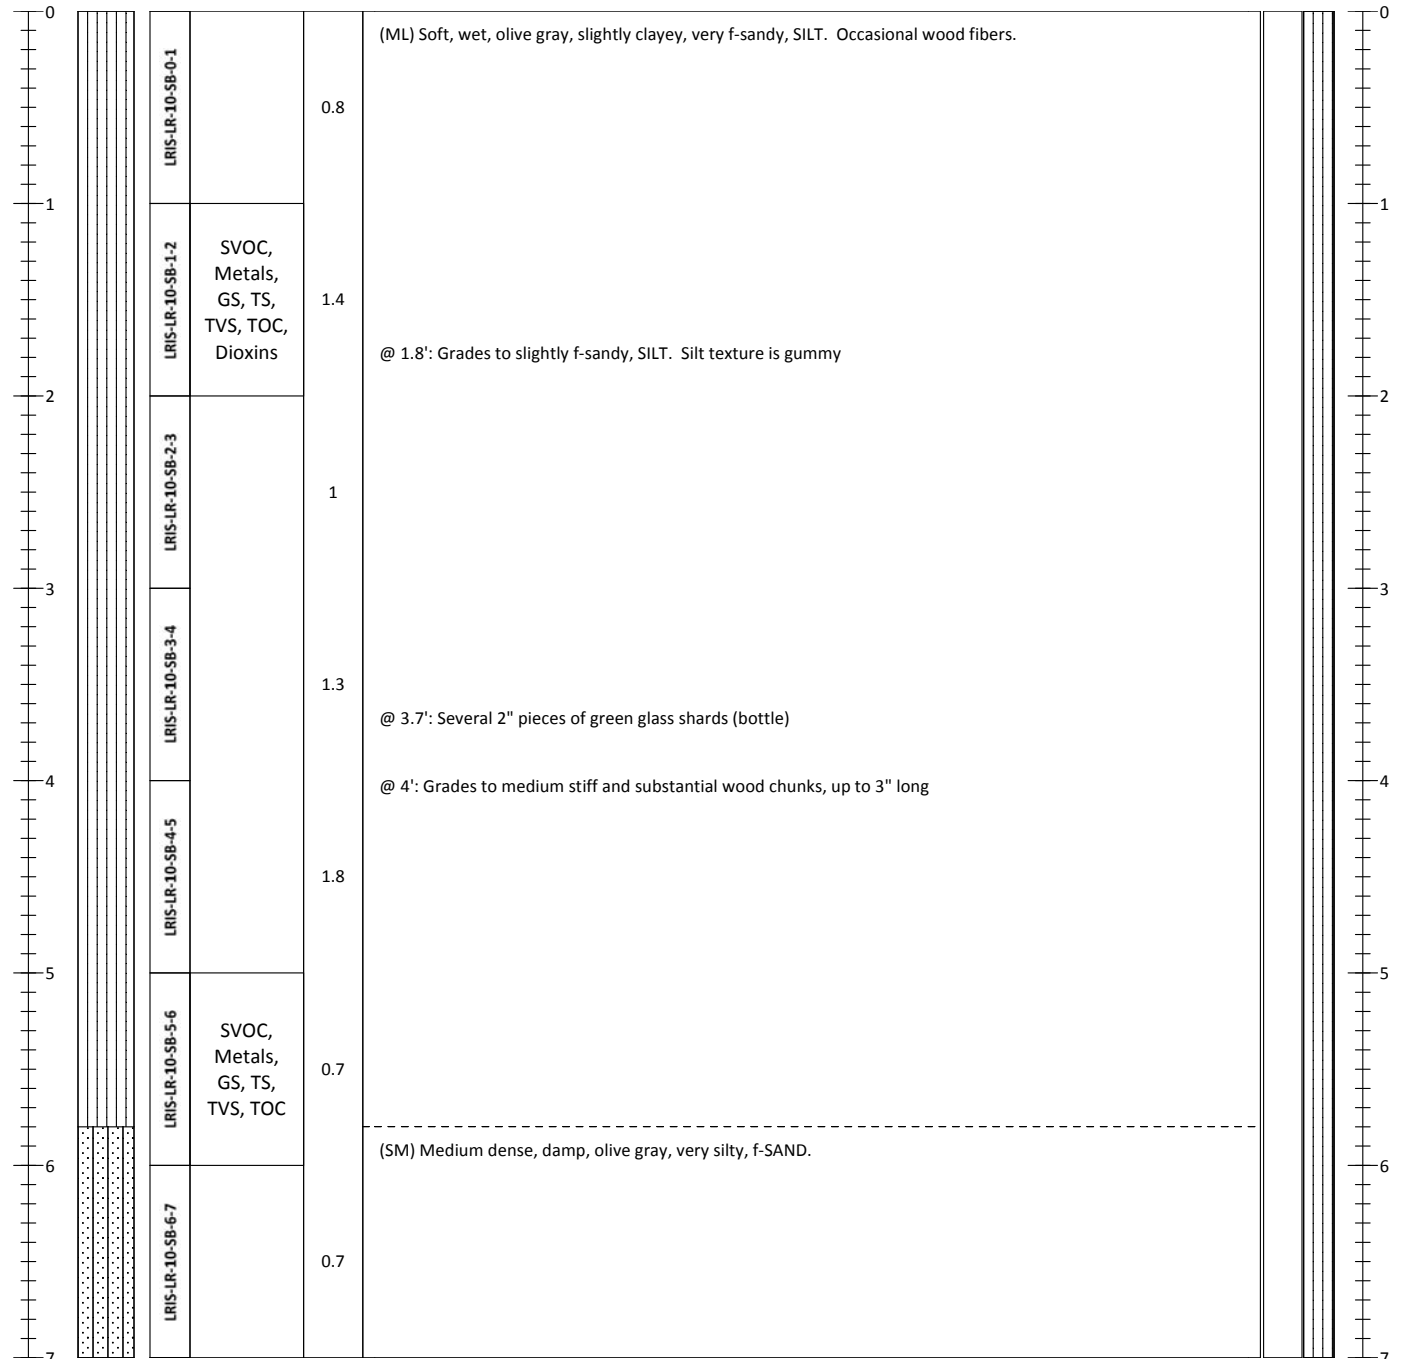 0
(ML) Soft, wet, olive gray, slightly clayey, very f-sandy, SILT.  Occasional wood fibers.
0
LRIS-LR-10-SB-0-1
0.8
1
1
LRIS-LR-10-SB-1-2
SVOC,
Metals,
GS, TS,
TVS, TOC,
Dioxins
1.4
@ 1.8': Grades to slightly f-sandy, SILT.  Silt texture is gummy
2
2
LRIS-LR-10-SB-2-3
1
3
3
LRIS-LR-10-SB-3-4
1.3
@ 3.7': Several 2" pieces of green glass shards (bottle)
4
@ 4': Grades to medium stiff and substantial wood chunks, up to 3" long
4
LRIS-LR-10-SB-4-5
1.8
5
5
LRIS-LR-10-SB-5-6
SVOC,
Metals,
GS, TS,
TVS, TOC
0.7
(SM) Medium dense, damp, olive gray, very silty, f-SAND.
6
6
LRIS-LR-10-SB-6-7
0.7
7
7